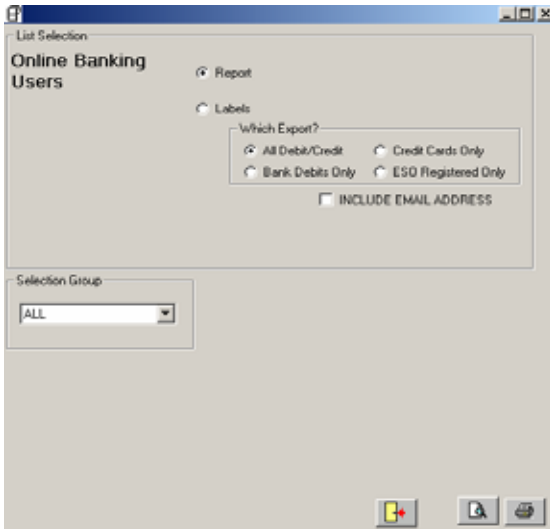 List Selection
Online Banking
Users
Report
Labels
Which Export?
All Debit/Credit
Credit Cards Only
Bank Debits Only
ESO Registered Only
INCLUDE EMAIL ADDRESS
Selection Group
ALL